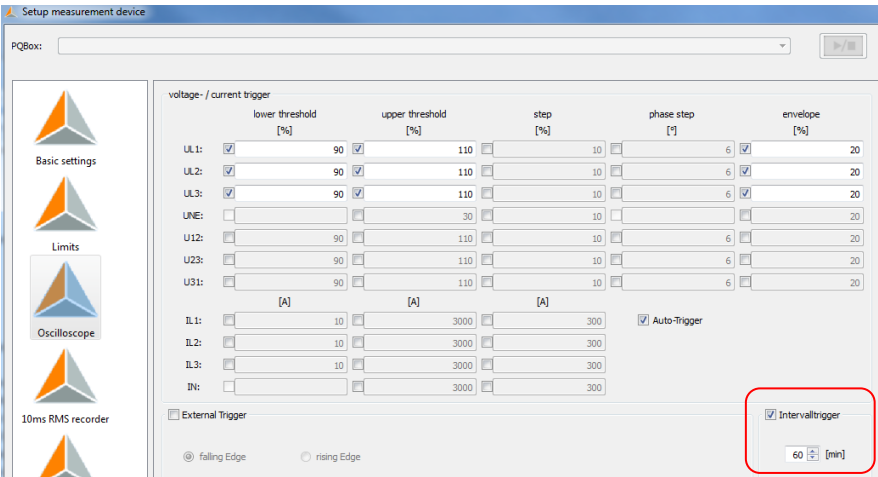 Setup measurement device
PQBox:
Basic settings
Limits
Oscilloscope
10ms RMS recorder
voltage- / current trigger
lower threshold upper threshold step phase step envelope
[%] [%] [%] [°] [%]
UL1: 90 110 10 6 20
UL2: 90 110 10 6 20
UL3: 90 110 10 6 20
UNE: 30 10 20
U12: 90 110 10 6 20
U23: 90 110 10 6 20
U31: 90 110 10 6 20
[A] [A] [A]
IL1: 10 3000 300 Auto-Trigger
IL2: 10 3000 300
IL3: 10 3000 300
IN: 3000 300
External Trigger Intervalltrigger
falling Edge rising Edge 60 [min]